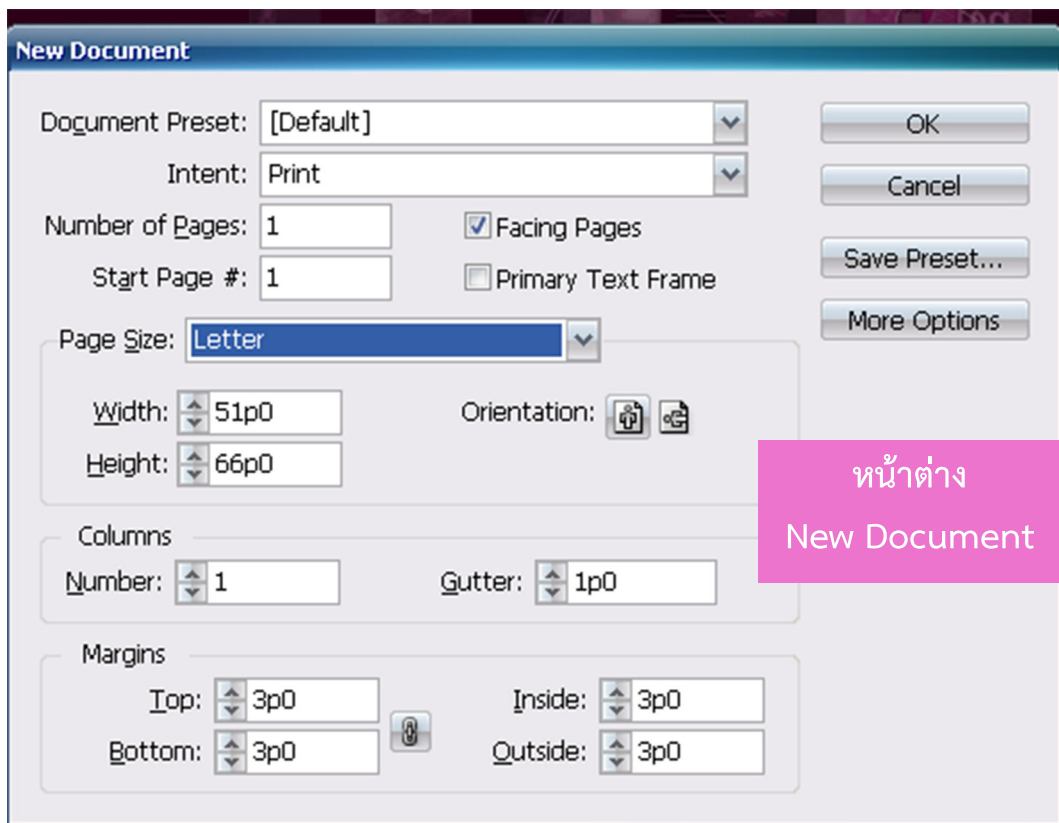 New Document
Document Preset: [Default]
OK
Intent: Print
Cancel
Number of Pages: 1
Facing Pages
Start Page #: 1
Primary Text Frame
Save Preset...
More Options
Page Size: Letter
Width: 51p0
Orientation:
Height: 66p0
หน้าต่าง
New Document
Columns
Number: 1
Gutter: 1p0
Margins
Top: 3p0
Inside: 3p0
Bottom: 3p0
Outside: 3p0